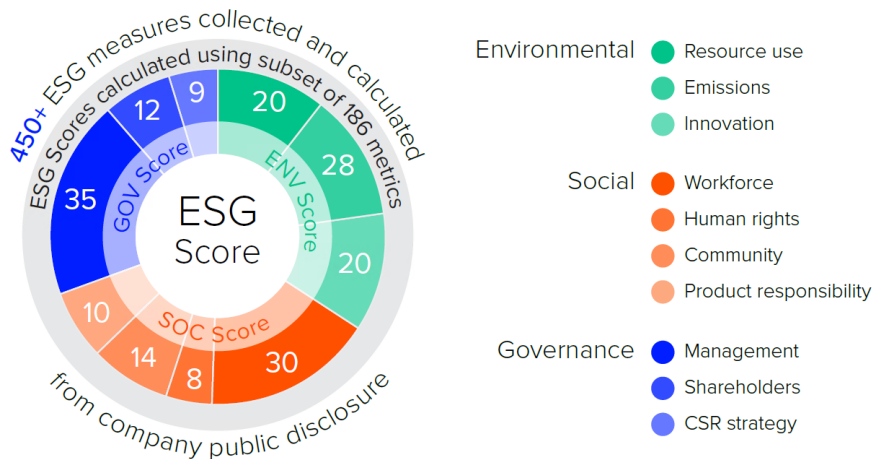 450+ ESG measures collected and calculated
ESG Scores calculated using subset of 186 metrics
from company public disclosure
ESG
Score
ENV Score
20
28
20
SOC Score
30
8
14
10
GOV Score
35
12
9
Environmental
Resource use
Emissions
Innovation
Social
Workforce
Human rights
Community
Product responsibility
Governance
Management
Shareholders
CSR strategy